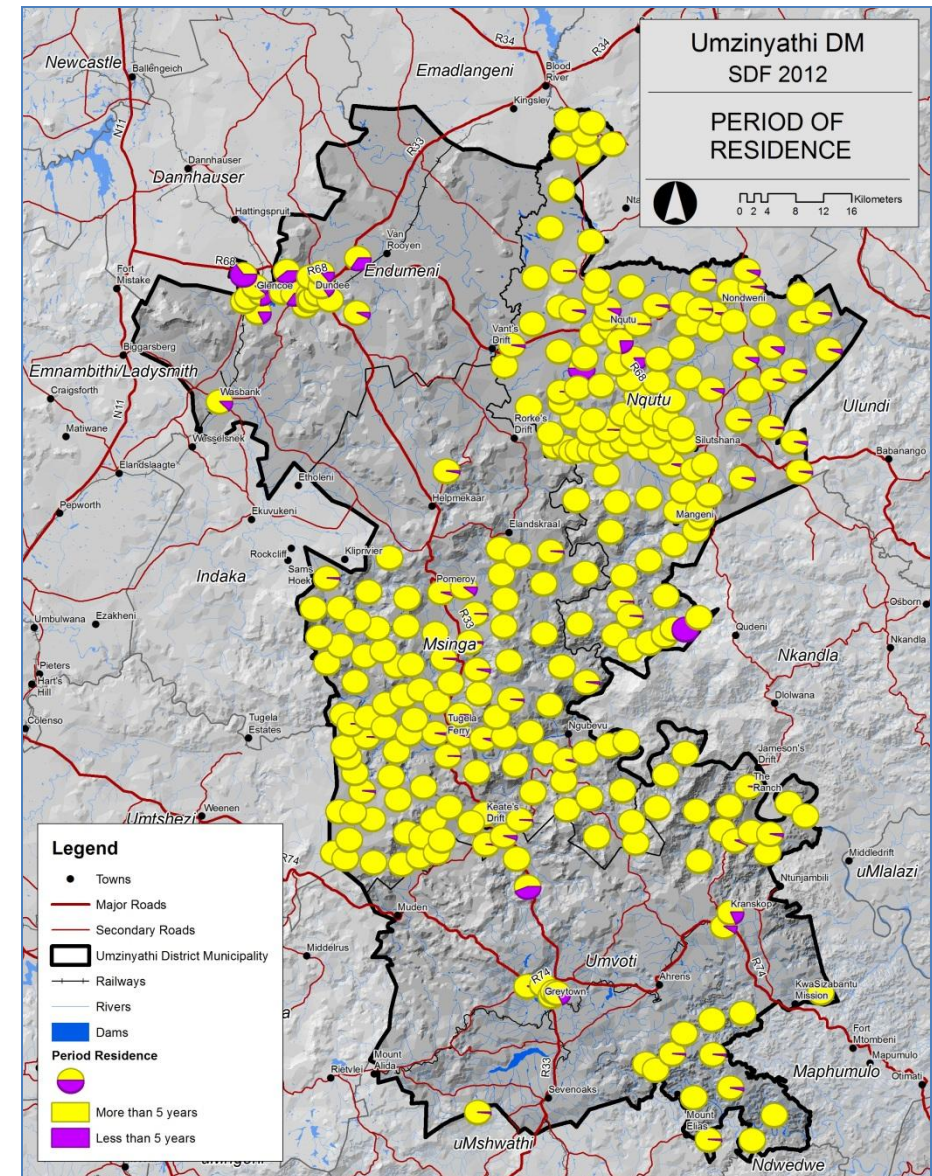 Umzinyathi DM
SDF 2012
PERIOD OF
RESIDENCE
Kilometers
0 2 4 8 12 16
Newcastle
Ballengeich
Emadlangeni
R34
R34
Blood
River
Kingsley
N11
R33
Dannhauser
Dannhauser
Hattingspruit
Van
Rooyen
Endumeni
R68
R68
Glencoe
Dundee
Fort
Mistake
Nondweni
Nqutu
Vant's
Drift
Biggarsberg
Emnambithi/Ladysmith
Craigsforth
Wasbank
R68
Nqutu
Ulundi
N11
Matiwane
Wesselsnek
Rorke's
Drift
Silutshana
Babanango
Elandslaagte
Etholeni
Pepworth
Helpmekaar
Mangeni
Ekuvukeni
Elandskraal
Rockcliff
Kliprivier
Sams
Hoek
Indaka
Pomeroy
R33
Osborn
Umbulwana
Ezakheni
Msinga
Qudeni
Nkandla
Nkandla
Pieters
Hart's
Hill
Dlolwana
Colenso
Tugela
Estates
Tugela
Ferry
Ngubevu
Jameson's
Drift
The
Ranch
Umtshezi
Weenen
Keate's
Drift
Middledrift
uMlalazi
R74
Ntunjambili
Muden
Kranskop
Middelrus
Umvoti
R74
Ahrens
R74
Greytown
KwaSizabantu
Mission
Fort
Mtombeni
Mapumulo
Otimati
Maphumulo
Mount
Alida
Rietvlei
R33
Sevenoaks
Mount
Elias
uMshwathi
Ndwedwe
Legend
Towns
Major Roads
Secondary Roads
Umzinyathi District Municipality
Railways
Rivers
Dams
Period Residence
More than 5 years
Less than 5 years